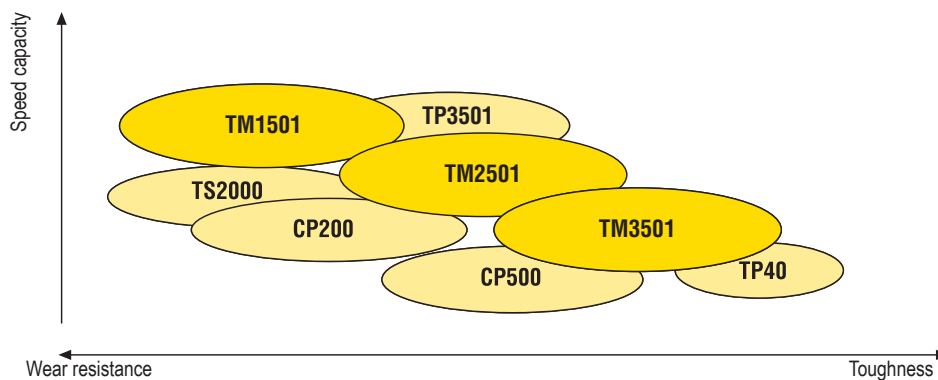 Speed capacity
TP3501
TM1501
TM2501
TS2000
CP200
TM3501
TP40
CP500
Wear resistance
Toughness